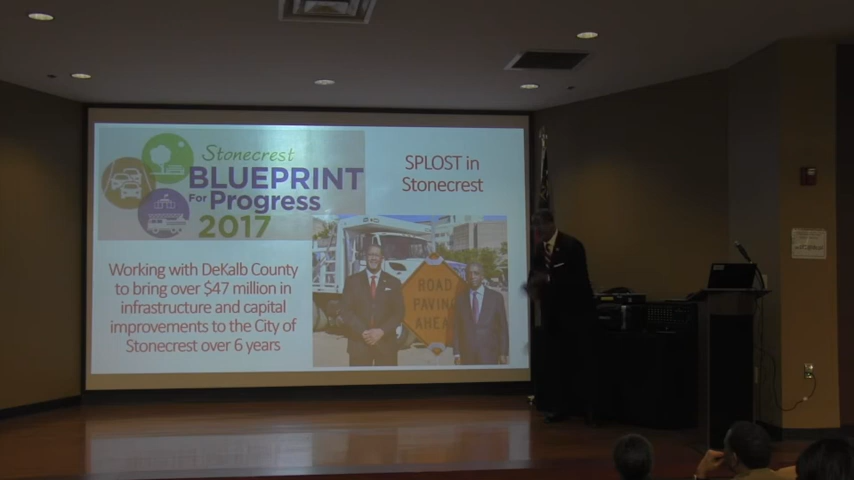 Stonecrest
BLUEPRINT
For Progress
2017
SPLOST in
Stonecrest
Working with DeKalb County
to bring over $47 million in
infrastructure and capital
improvements to the City of
Stonecrest over 6 years
ROAD
PAVING
AHEAD